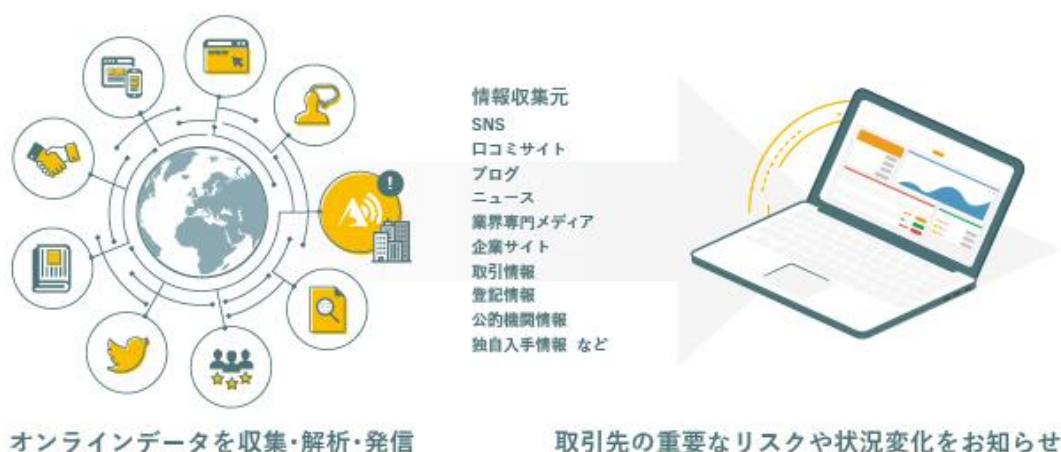 情報収集元
SNS
口コミサイト
ブログ
ニュース
業界専門メディア
企業サイト
取引情報
登記情報
公的機関情報
独自入手情報 など
オンラインデータを収集・解析・発信
取引先の重要なリスクや状況変化をお知らせ